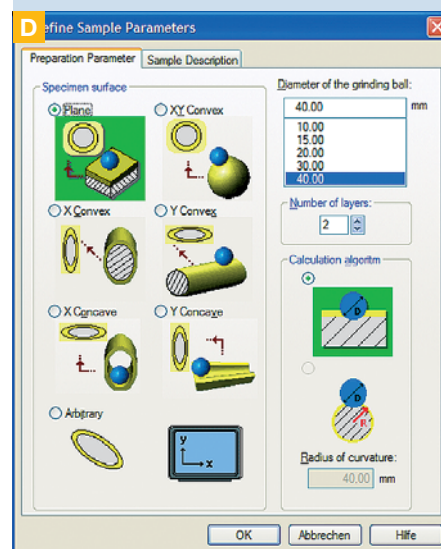 D
efine Sample Parameters
Preparation Parameter
Sample Description
Specimen surface
Plane
XY Convex
X Convex
Y Convex
X Concave
Y Concave
Arbitrary
y
x
Diameter of the grinding ball:
40.00 mm
10.00
15.00
20.00
30.00
40.00
Number of layers:
2
Calculation algoritm
D
D
R
Radius of curvature:
40.00 mm
OK
Abbrechen
Hilfe